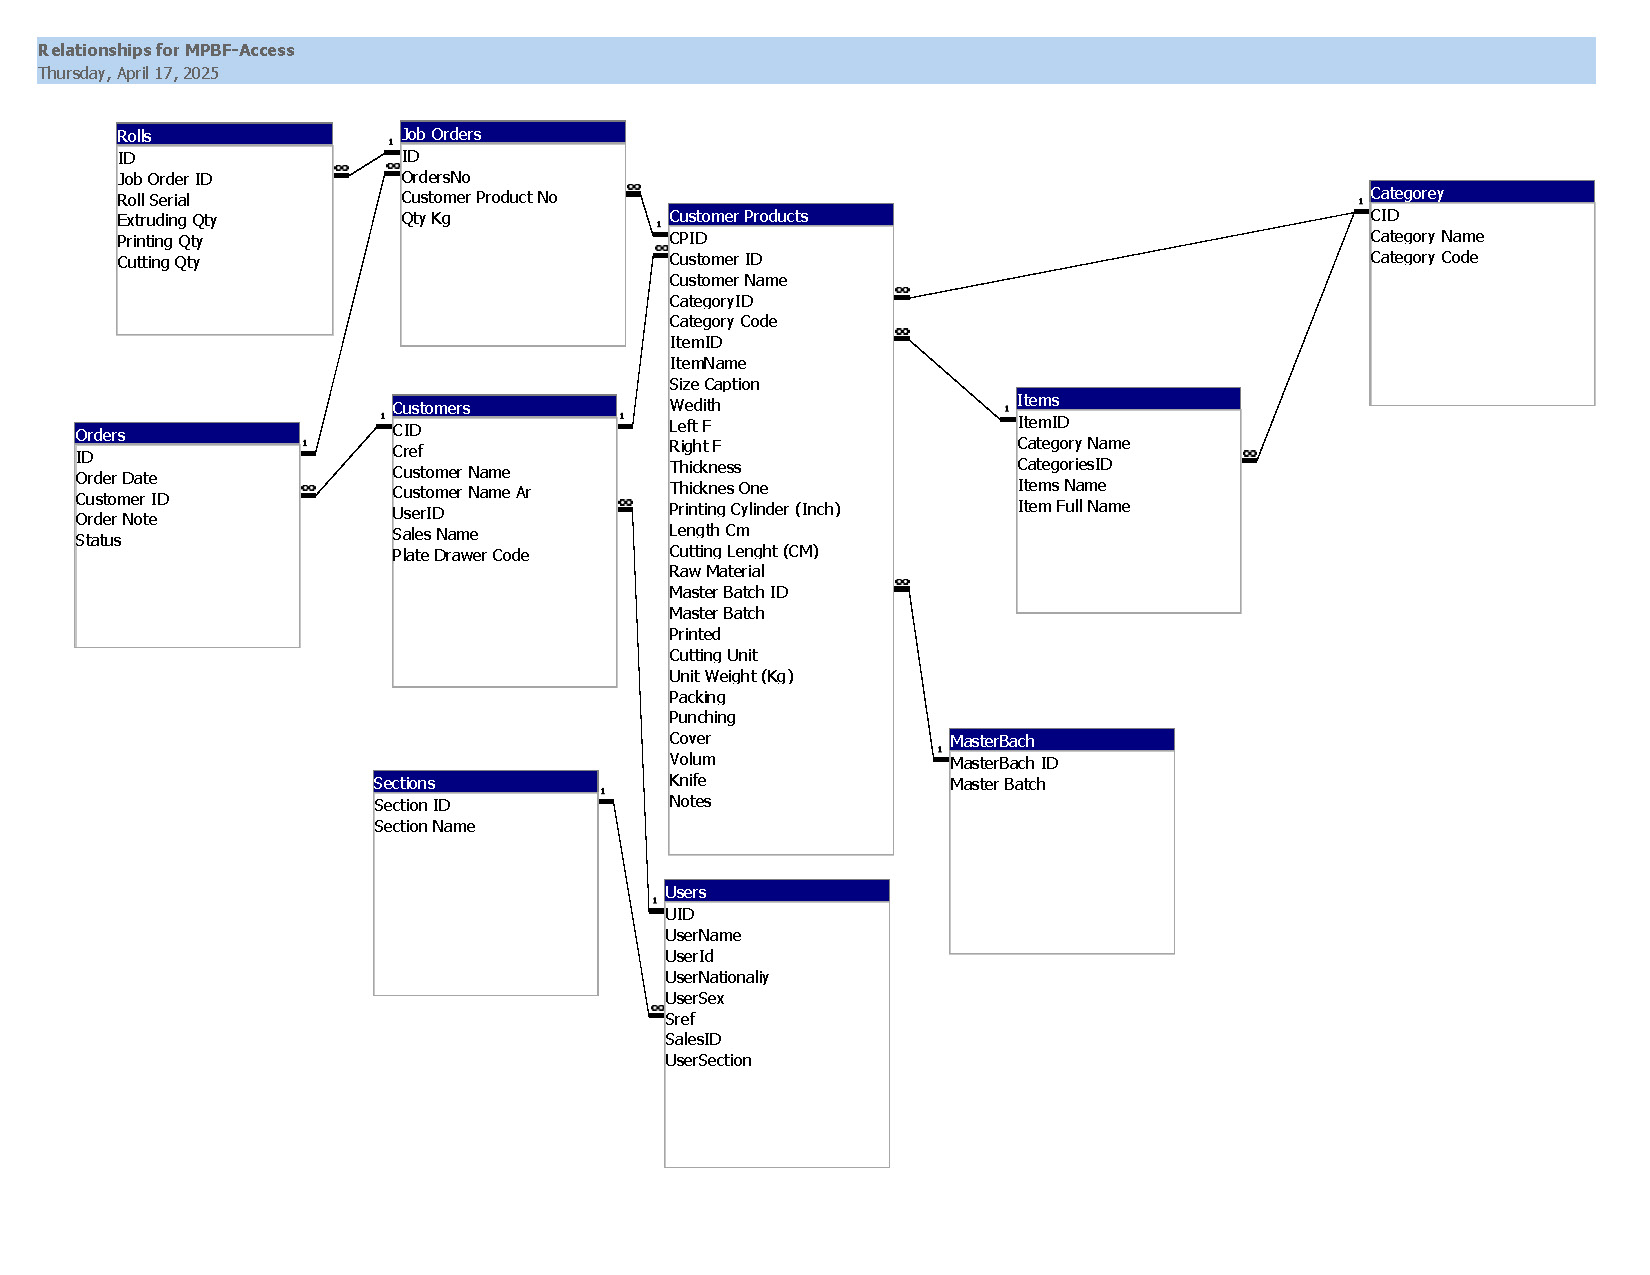 Relationships for MPBF-Access
Thursday, April 17, 2025
Rolls
ID
Job Order ID
Roll Serial
Extruding Qty
Printing Qty
Cutting Qty
1
∞
∞
Job Orders
ID
OrdersNo
Customer Product No
Qty Kg
∞
1
∞
Customer Products
CPID
Customer ID
Customer Name
CategoryID
Category Code
ItemID
ItemName
Size Caption
Wedith
Left F
Right F
Thickness
Thicknes One
Printing Cylinder (Inch)
Length Cm
Cutting Lenght (CM)
Raw Material
Master Batch ID
Master Batch
Printed
Cutting Unit
Unit Weight (Kg)
Packing
Punching
Cover
Volum
Knife
Notes
∞
∞
∞
1
Categorey
CID
Category Name
Category Code
1
Items
ItemID
Category Name
CategoriesID
Items Name
Item Full Name
∞
Orders
ID
Order Date
Customer ID
Order Note
Status
1
∞
1
Customers
CID
Cref
Customer Name
Customer Name Ar
UserID
Sales Name
Plate Drawer Code
1
∞
1
MasterBach
MasterBach ID
Master Batch
Sections
Section ID
Section Name
1
1
∞
Users
UID
UserName
UserId
UserNationaliy
UserSex
Sref
SalesID
UserSection